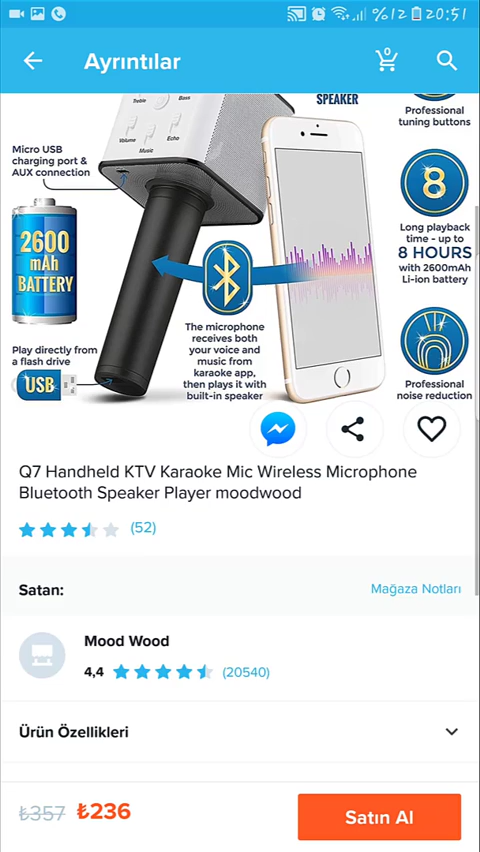 %12
20:51
Ayrıntılar
0
Treble
Bass
Volume
Echo
Music
SPEAKER
Professional
tuning buttons
Micro USB
charging port &
AUX connection
8
2600
mAh
BATTERY
Long playback
time - up to
8 HOURS
with 2600mAh
Li-ion battery
The microphone
receives both
your voice and
music from
karaoke app,
then plays it with
built-in speaker
Play directly from
a flash drive
USB
Professional
noise reduction
Q7 Handheld KTV Karaoke Mic Wireless Microphone
Bluetooth Speaker Player moodwood
(52)
Satan:
Mağaza Notları
Mood Wood
4,4
(20540)
Ürün Özellikleri
₺357
₺236
Satın Al